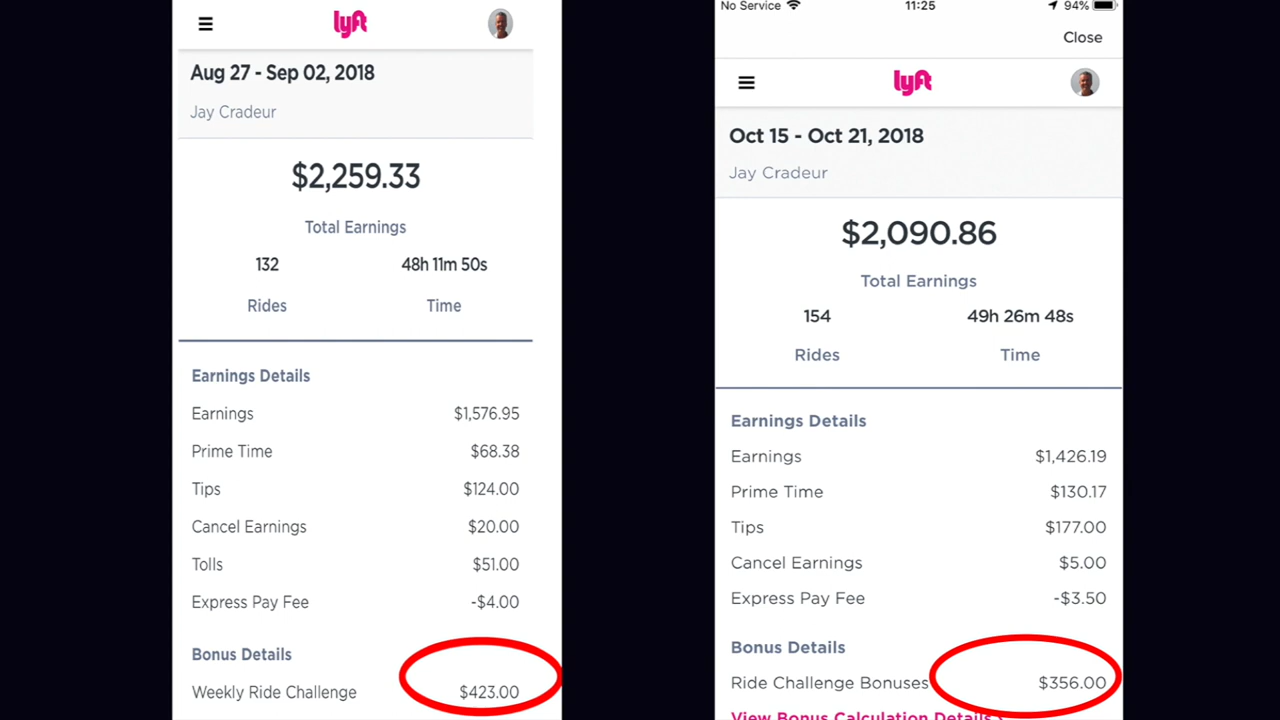 lyft
Aug 27 - Sep 02, 2018
Jay Cradeur
$2,259.33
Total Earnings
132 48h 11m 50s
Rides Time
Earnings Details
Earnings $1,576.95
Prime Time $68.38
Tips $124.00
Cancel Earnings $20.00
Tolls $51.00
Express Pay Fee -$4.00
Bonus Details
Weekly Ride Challenge $423.00
No Service 11:25 94%
Close
lyft
Oct 15 - Oct 21, 2018
Jay Cradeur
$2,090.86
Total Earnings
154 49h 26m 48s
Rides Time
Earnings Details
Earnings $1,426.19
Prime Time $130.17
Tips $177.00
Cancel Earnings $5.00
Express Pay Fee -$3.50
Bonus Details
Ride Challenge Bonuses $356.00
View Bonus Calculation Details